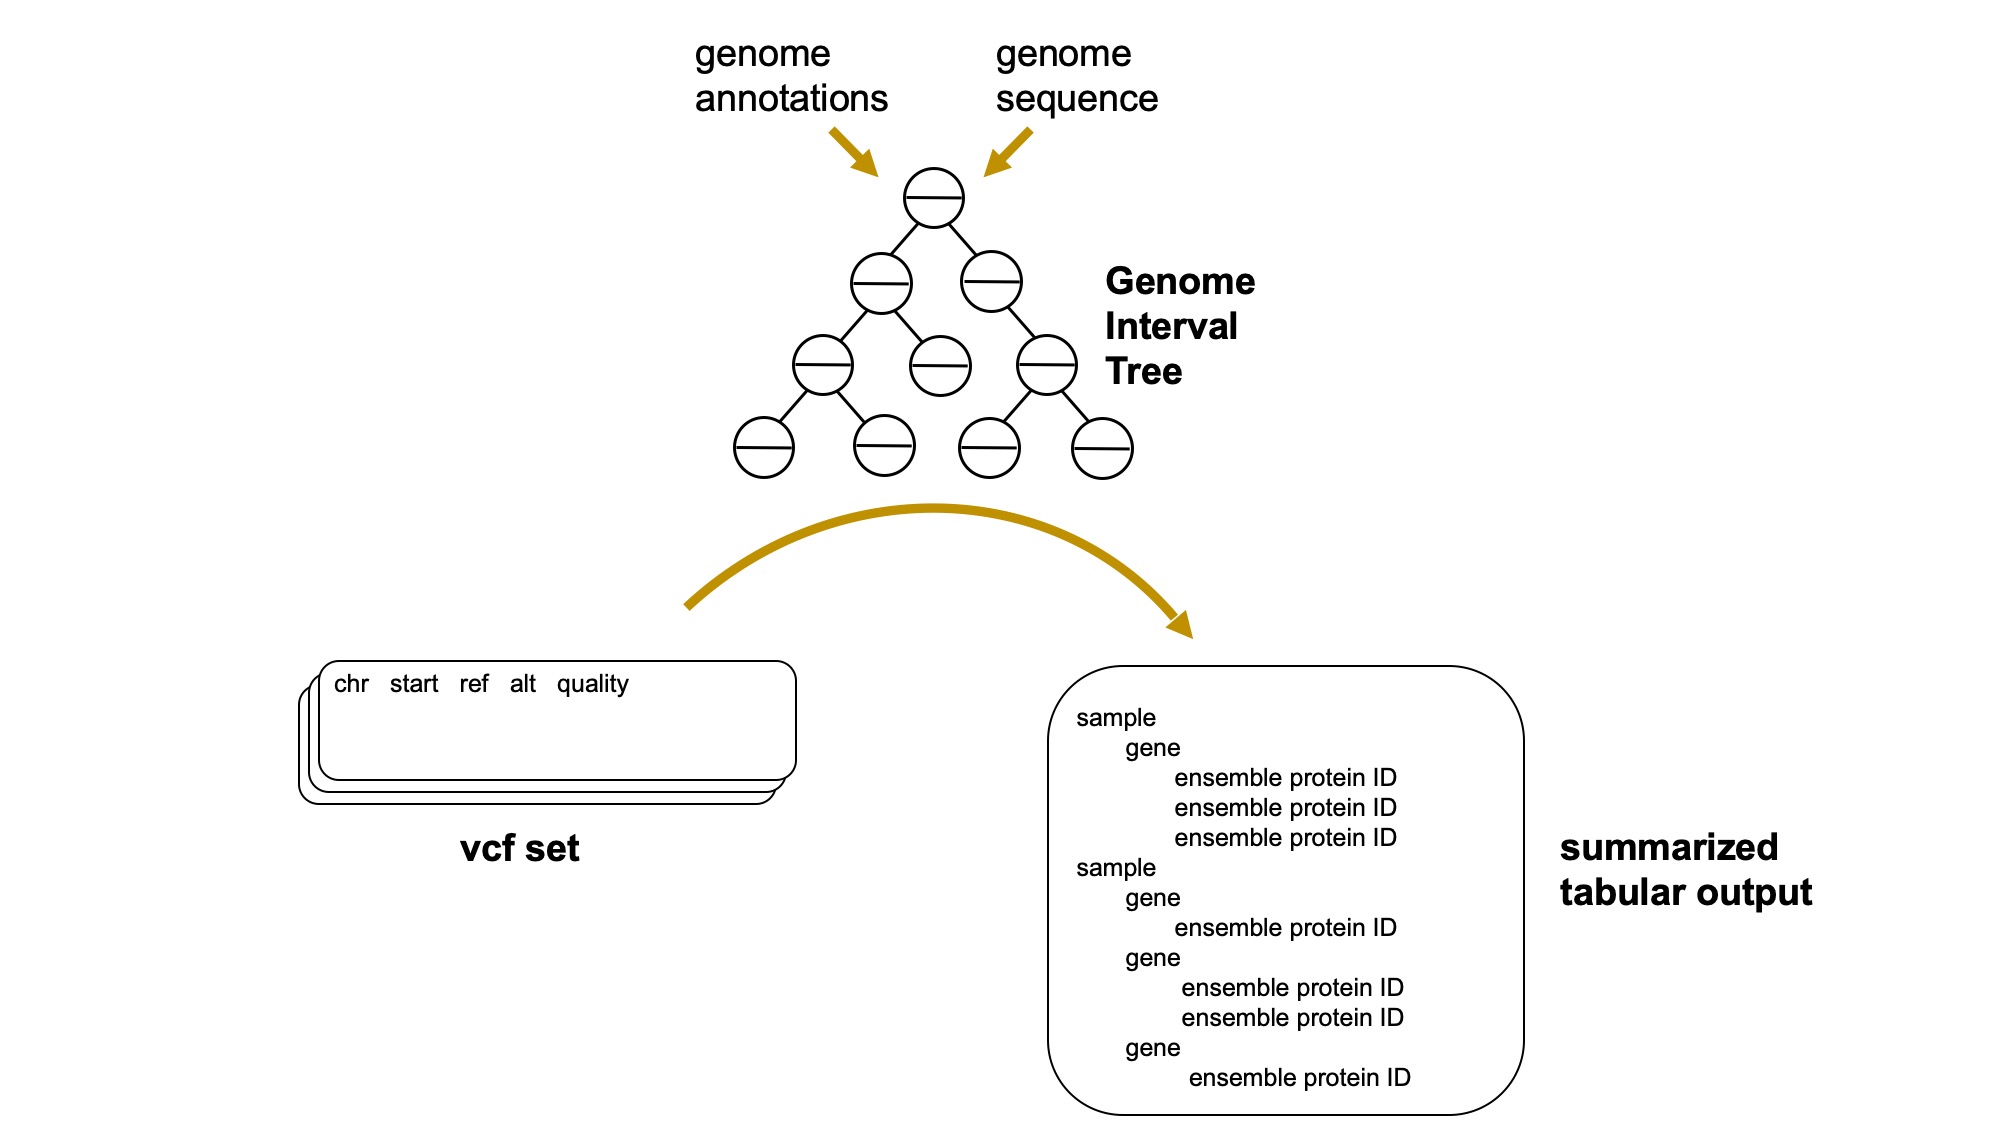 genome
annotations
genome
sequence
Genome
Interval
Tree
chr start ref alt quality
vcf set
sample
gene
ensemble protein ID
ensemble protein ID
ensemble protein ID
sample
gene
ensemble protein ID
gene
ensemble protein ID
ensemble protein ID
gene
ensemble protein ID
summarized
tabular output